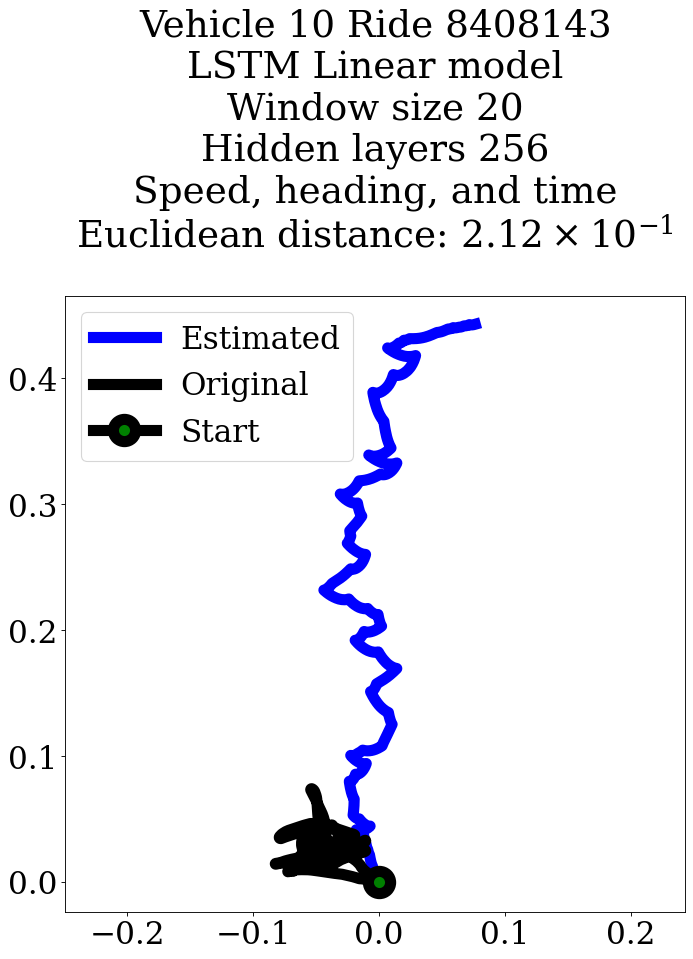 Vehicle 10 Ride 8408143
LSTM Linear model
Window size 20
Hidden layers 256
Speed, heading, and time
Euclidean distance: 2.12 × 10⁻¹
Estimated
Original
Start
0.4
0.3
0.2
0.1
0.0
−0.2 −0.1 0.0 0.1 0.2